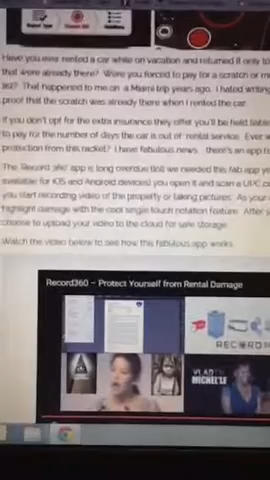 Have you ever rented a car while on vacation and returned it only to
that were already there? Were you forced to pay for a scratch or
last? That happened to me on a Miami trip years ago. I hated
proof that the scratch was already there when I rented the car.
If you don't opt for the extra insurance they offer you'll be held
to pay for the number of days the car is out of rental service. Ever
protection from this racket? I have fabulous news there's an app
The Record 360 app is long overdue but we needed this fab app
available for iOS and Android devices) you open it and scan a UPC
you start recording video of the property or taking pictures. As your
highlight damage with the cool single touch notation feature. After
choose to upload your video to the cloud for safe storage.
Watch the video below to see how this fabulous app works.
Record360 - Protect Yourself from Rental Damage
RECORD
VLAD
MICHEL'LE